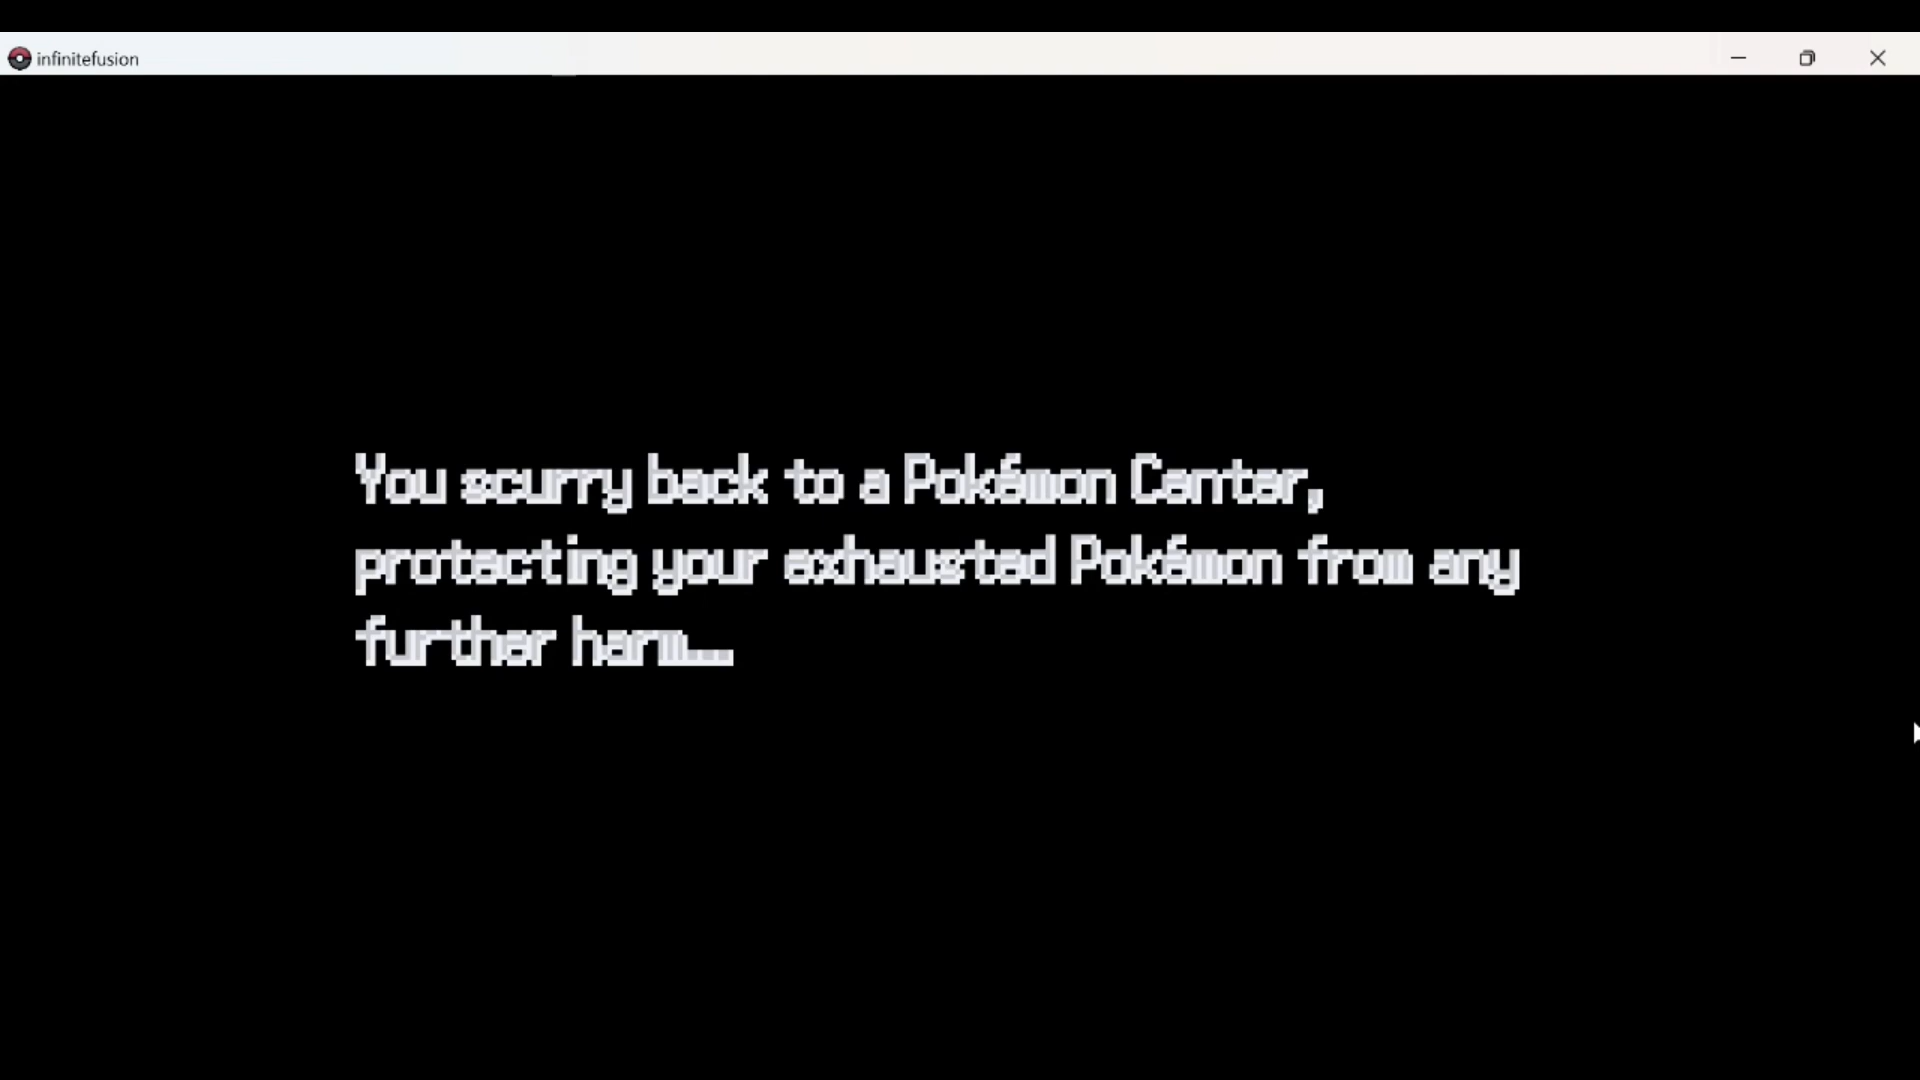 infinitefusion
You scurry back to a Pokémon Center,
protecting your exhausted Pokémon from any
further harm...